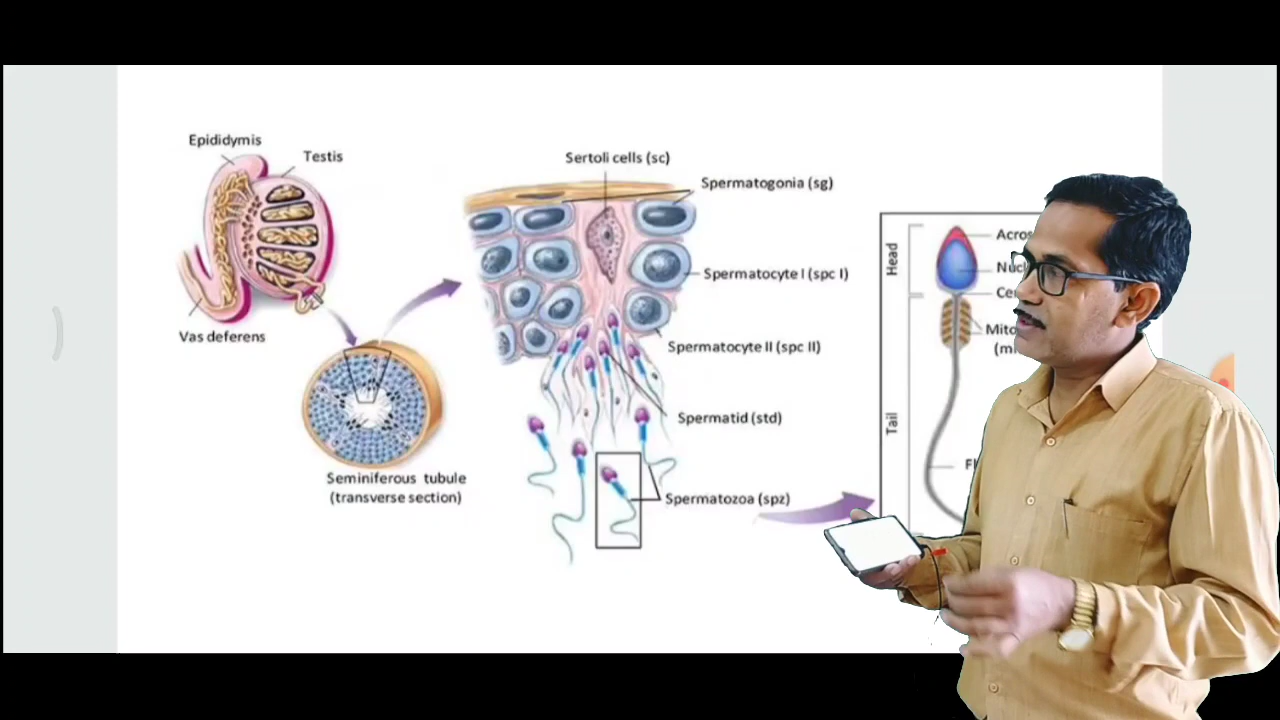 Epididymis
Testis
Vas deferens
Seminiferous tubule
(transverse section)
Sertoli cells (sc)
Spermatogonia (sg)
Spermatocyte I (spc I)
Spermatocyte II (spc II)
Spermatid (std)
Spermatozoa (spz)
Head
Tail